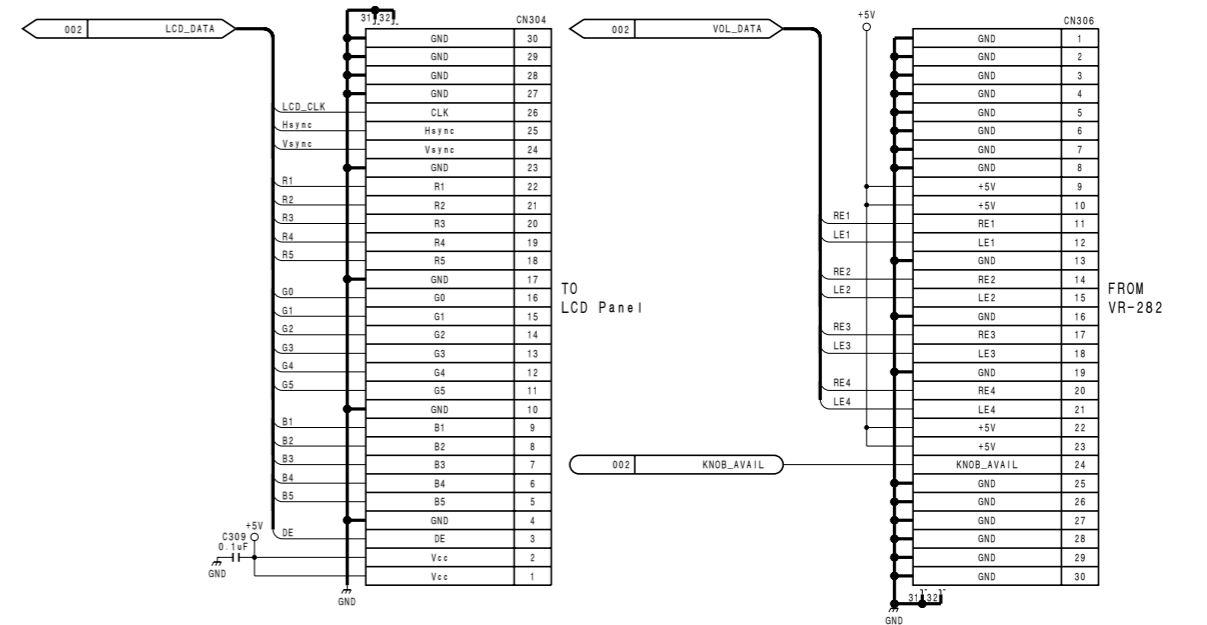 002 LCD_DATA
31 32
CN304
GND 30
GND 29
GND 28
GND 27
LCD_CLK CLK 26
Hsync Hsync 25
Vsync Vsync 24
GND 23
R1 R1 22
R2 R2 21
R3 R3 20
R4 R4 19
R5 R5 18
GND 17
G0 G0 16
G1 G1 15
G2 G2 14
G3 G3 13
G4 G4 12
G5 G5 11
GND 10
B1 B1 9
B2 B2 8
B3 B3 7
B4 B4 6
B5 B5 5
GND 4
DE DE 3
Vcc 2
Vcc 1
+5V
C309
0.1uF
GND
GND
TO
LCD Panel
002 VOL_DATA
+5V
CN306
GND 1
GND 2
GND 3
GND 4
GND 5
GND 6
GND 7
GND 8
+5V 9
+5V 10
RE1 RE1 11
LE1 LE1 12
GND 13
RE2 RE2 14
LE2 LE2 15
GND 16
RE3 RE3 17
LE3 LE3 18
GND 19
RE4 RE4 20
LE4 LE4 21
+5V 22
+5V 23
002 KNOB_AVAIL KNOB_AVAIL 24
GND 25
GND 26
GND 27
GND 28
GND 29
GND 30
31 32
GND
FROM
VR-282